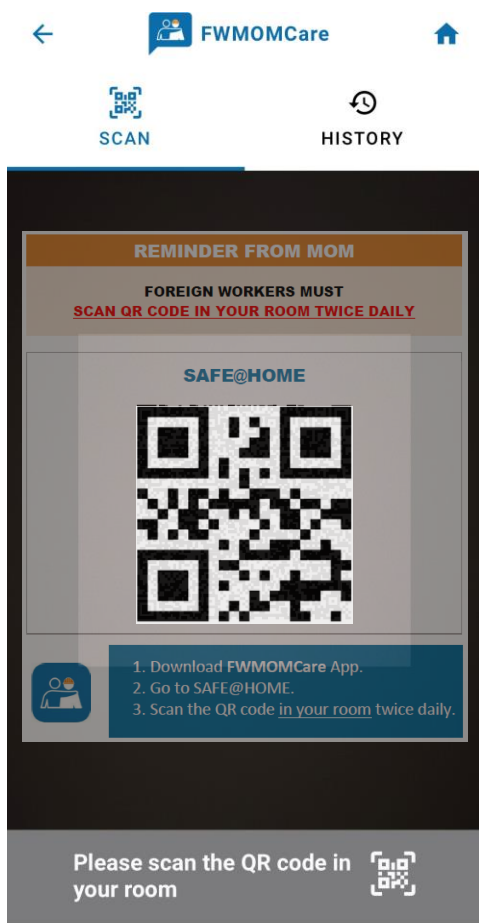 FWMOMCare
SCAN
HISTORY
REMINDER FROM MOM
FOREIGN WORKERS MUST
SCAN QR CODE IN YOUR ROOM TWICE DAILY
SAFE@HOME
1. Download FWMOMCare App.
2. Go to SAFE@HOME.
3. Scan the QR code in your room twice daily.
Please scan the QR code in
your room